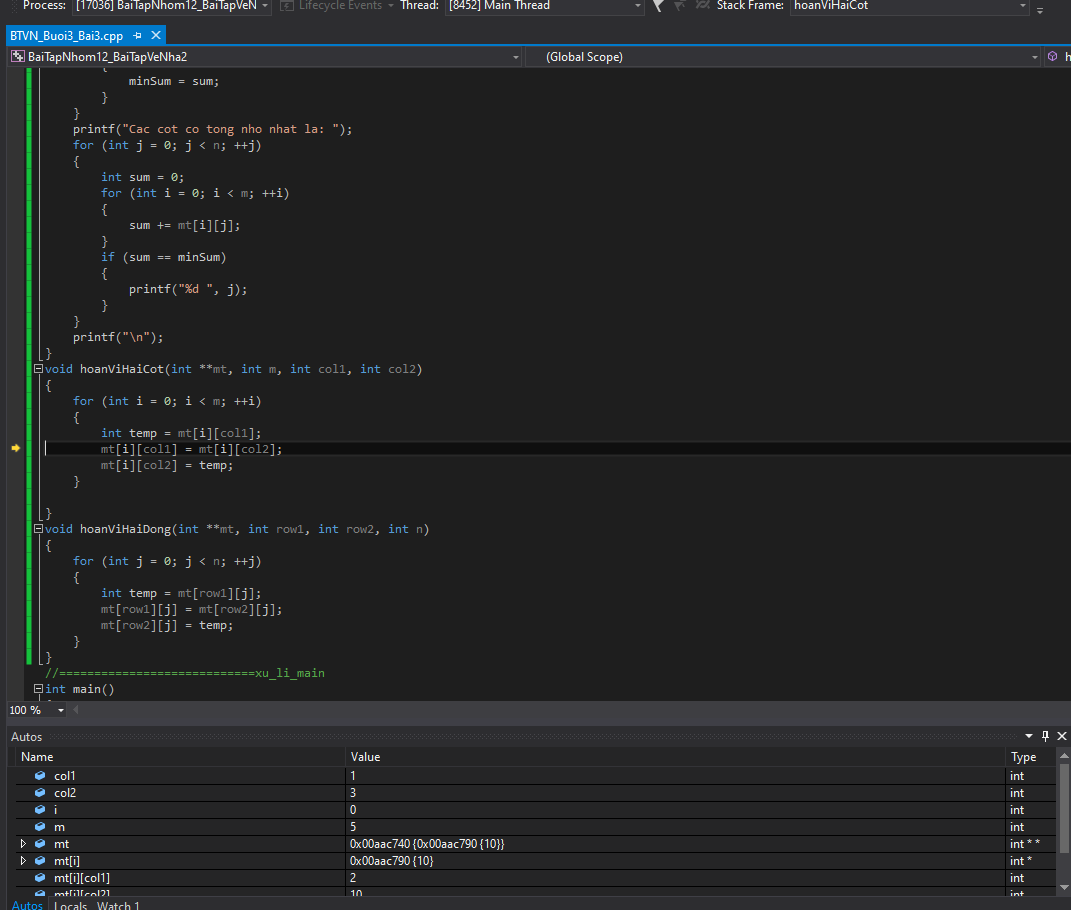 Process: [17036] BaiTapNhom12_BaiTapVeN Lifecycle Events Thread: [8452] Main Thread Stack Frame: hoanViHaiCot
BTVN_Buoi3_Bai3.cpp
BaiTapNhom12_BaiTapVeNha2 (Global Scope) h
{
minSum = sum;
}
}
printf("Cac cot co tong nho nhat la: ");
for (int j = 0; j < n; ++j)
{
int sum = 0;
for (int i = 0; i < m; ++i)
{
sum += mt[i][j];
}
if (sum == minSum)
{
printf("%d ", j);
}
}
printf("\n");
}
void hoanViHaiCot(int **mt, int m, int col1, int col2)
{
for (int i = 0; i < m; ++i)
{
int temp = mt[i][col1];
mt[i][col1] = mt[i][col2];
mt[i][col2] = temp;
}
}
void hoanViHaiDong(int **mt, int row1, int row2, int n)
{
for (int j = 0; j < n; ++j)
{
int temp = mt[row1][j];
mt[row1][j] = mt[row2][j];
mt[row2][j] = temp;
}
}
//============================xu_li_main
int main()
100 %
Autos
Name Value Type
col1 1 int
col2 3 int
i 0 int
m 5 int
mt 0x00aac740 {0x00aac790 {10}} int * *
mt[i] 0x00aac790 {10} int *
mt[i][col1] 2 int
mt[i][col2] 10 int
Autos Locals Watch 1